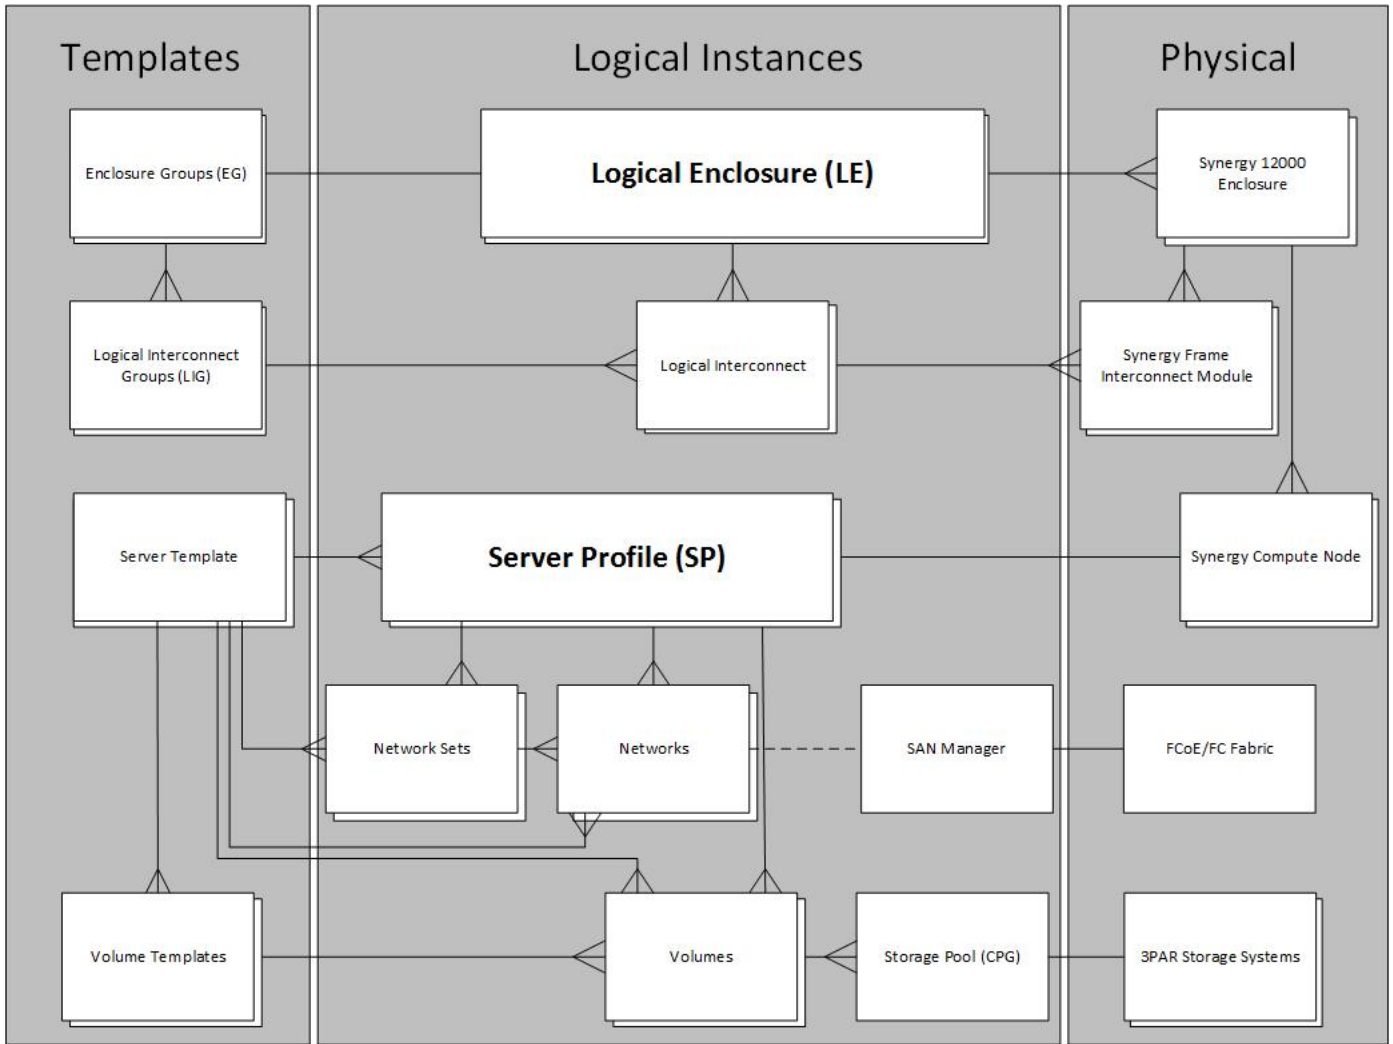 Templates
Logical Instances
Physical
Enclosure Groups (EG)
Logical Enclosure (LE)
Synergy 12000
Enclosure
Logical Interconnect
Groups (LIG)
Logical Interconnect
Synergy Frame
Interconnect Module
Server Template
Server Profile (SP)
Synergy Compute Node
Network Sets
Networks
SAN Manager
FCoE/FC Fabric
Volume Templates
Volumes
Storage Pool (CPG)
3PAR Storage Systems